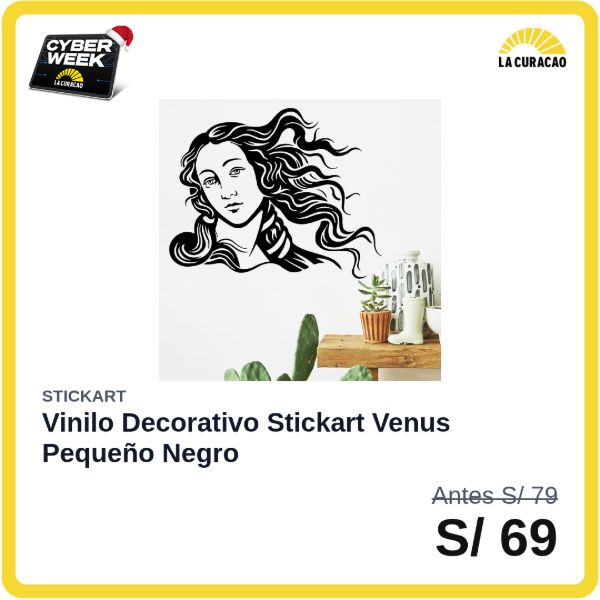 CYBER
WEEK
LA CURACAO
LA CURACAO
STICKART
Vinilo Decorativo Stickart Venus
Pequeño Negro
Antes S/ 79
S/ 69